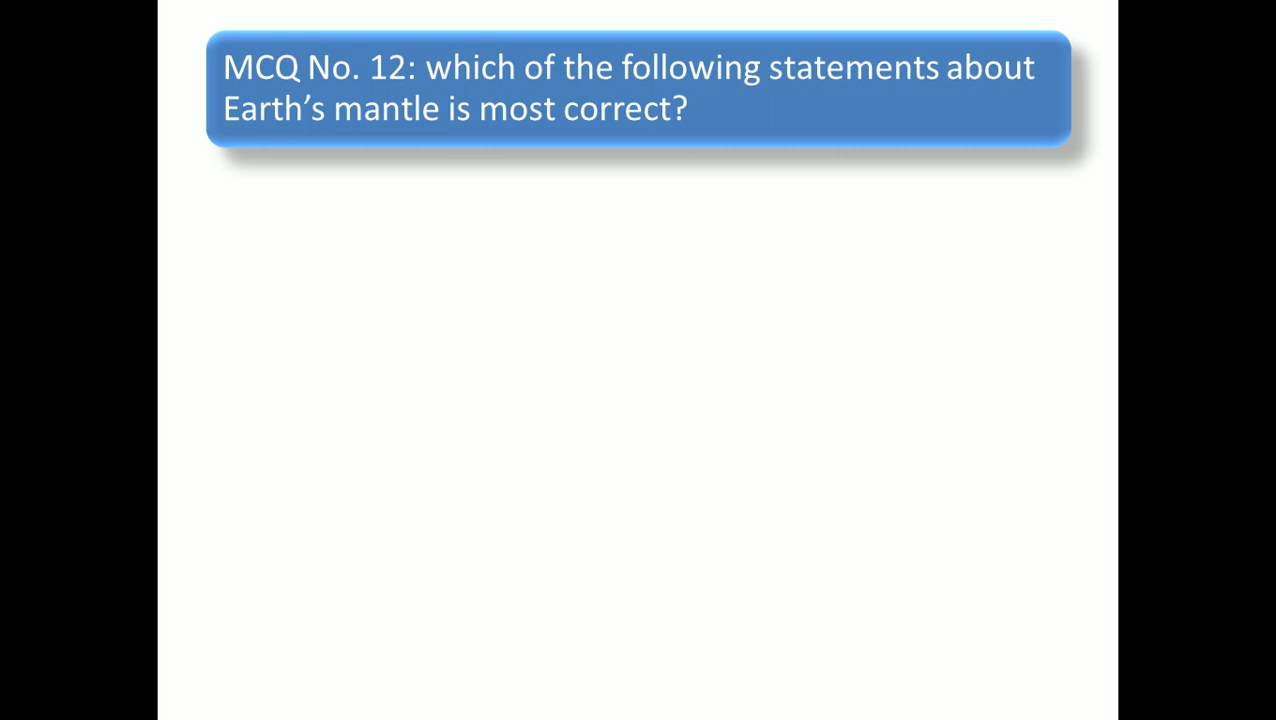 MCQ No. 12: which of the following statements about
Earth’s mantle is most correct?